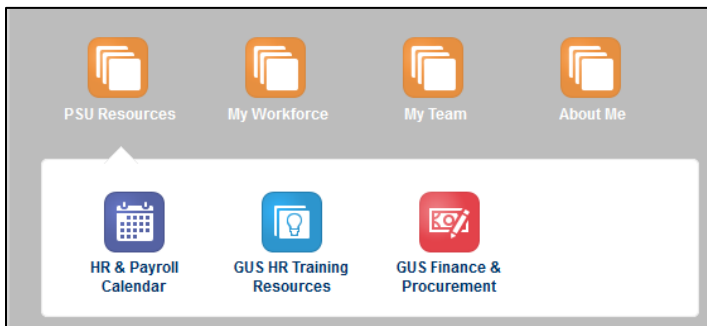 PSU Resources
My Workforce
My Team
About Me
HR & Payroll
Calendar
GUS HR Training
Resources
GUS Finance &
Procurement